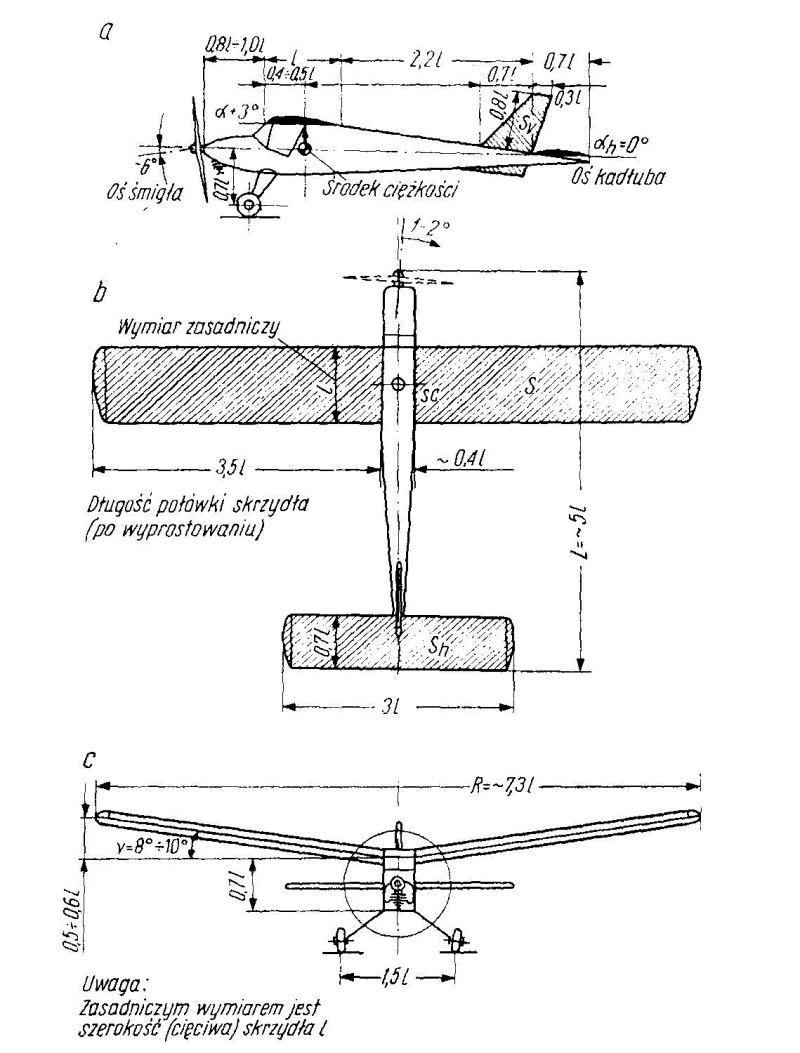 a
0,8l÷1,0l
l
2,2l
0,7l
0,4÷0,5l
0,7l
0,8l
0,3l
α+3°
Sv
αh=0°
~6°
Oś śmigła
0,7l
Środek ciężkości
Oś kadłuba
1÷2°
b
Wymiar zasadniczy
l
S
sc
3,5l
~0,4l
Długość połówki skrzydła
(po wyprostowaniu)
L=~5l
0,7l
Sh
3l
c
R=~7,3l
γ=8°÷10°
0,7l
0,5÷0,6l
1,5l
Uwaga:
Zasadniczym wymiarem jest
szerokość (cięciwa) skrzydła l